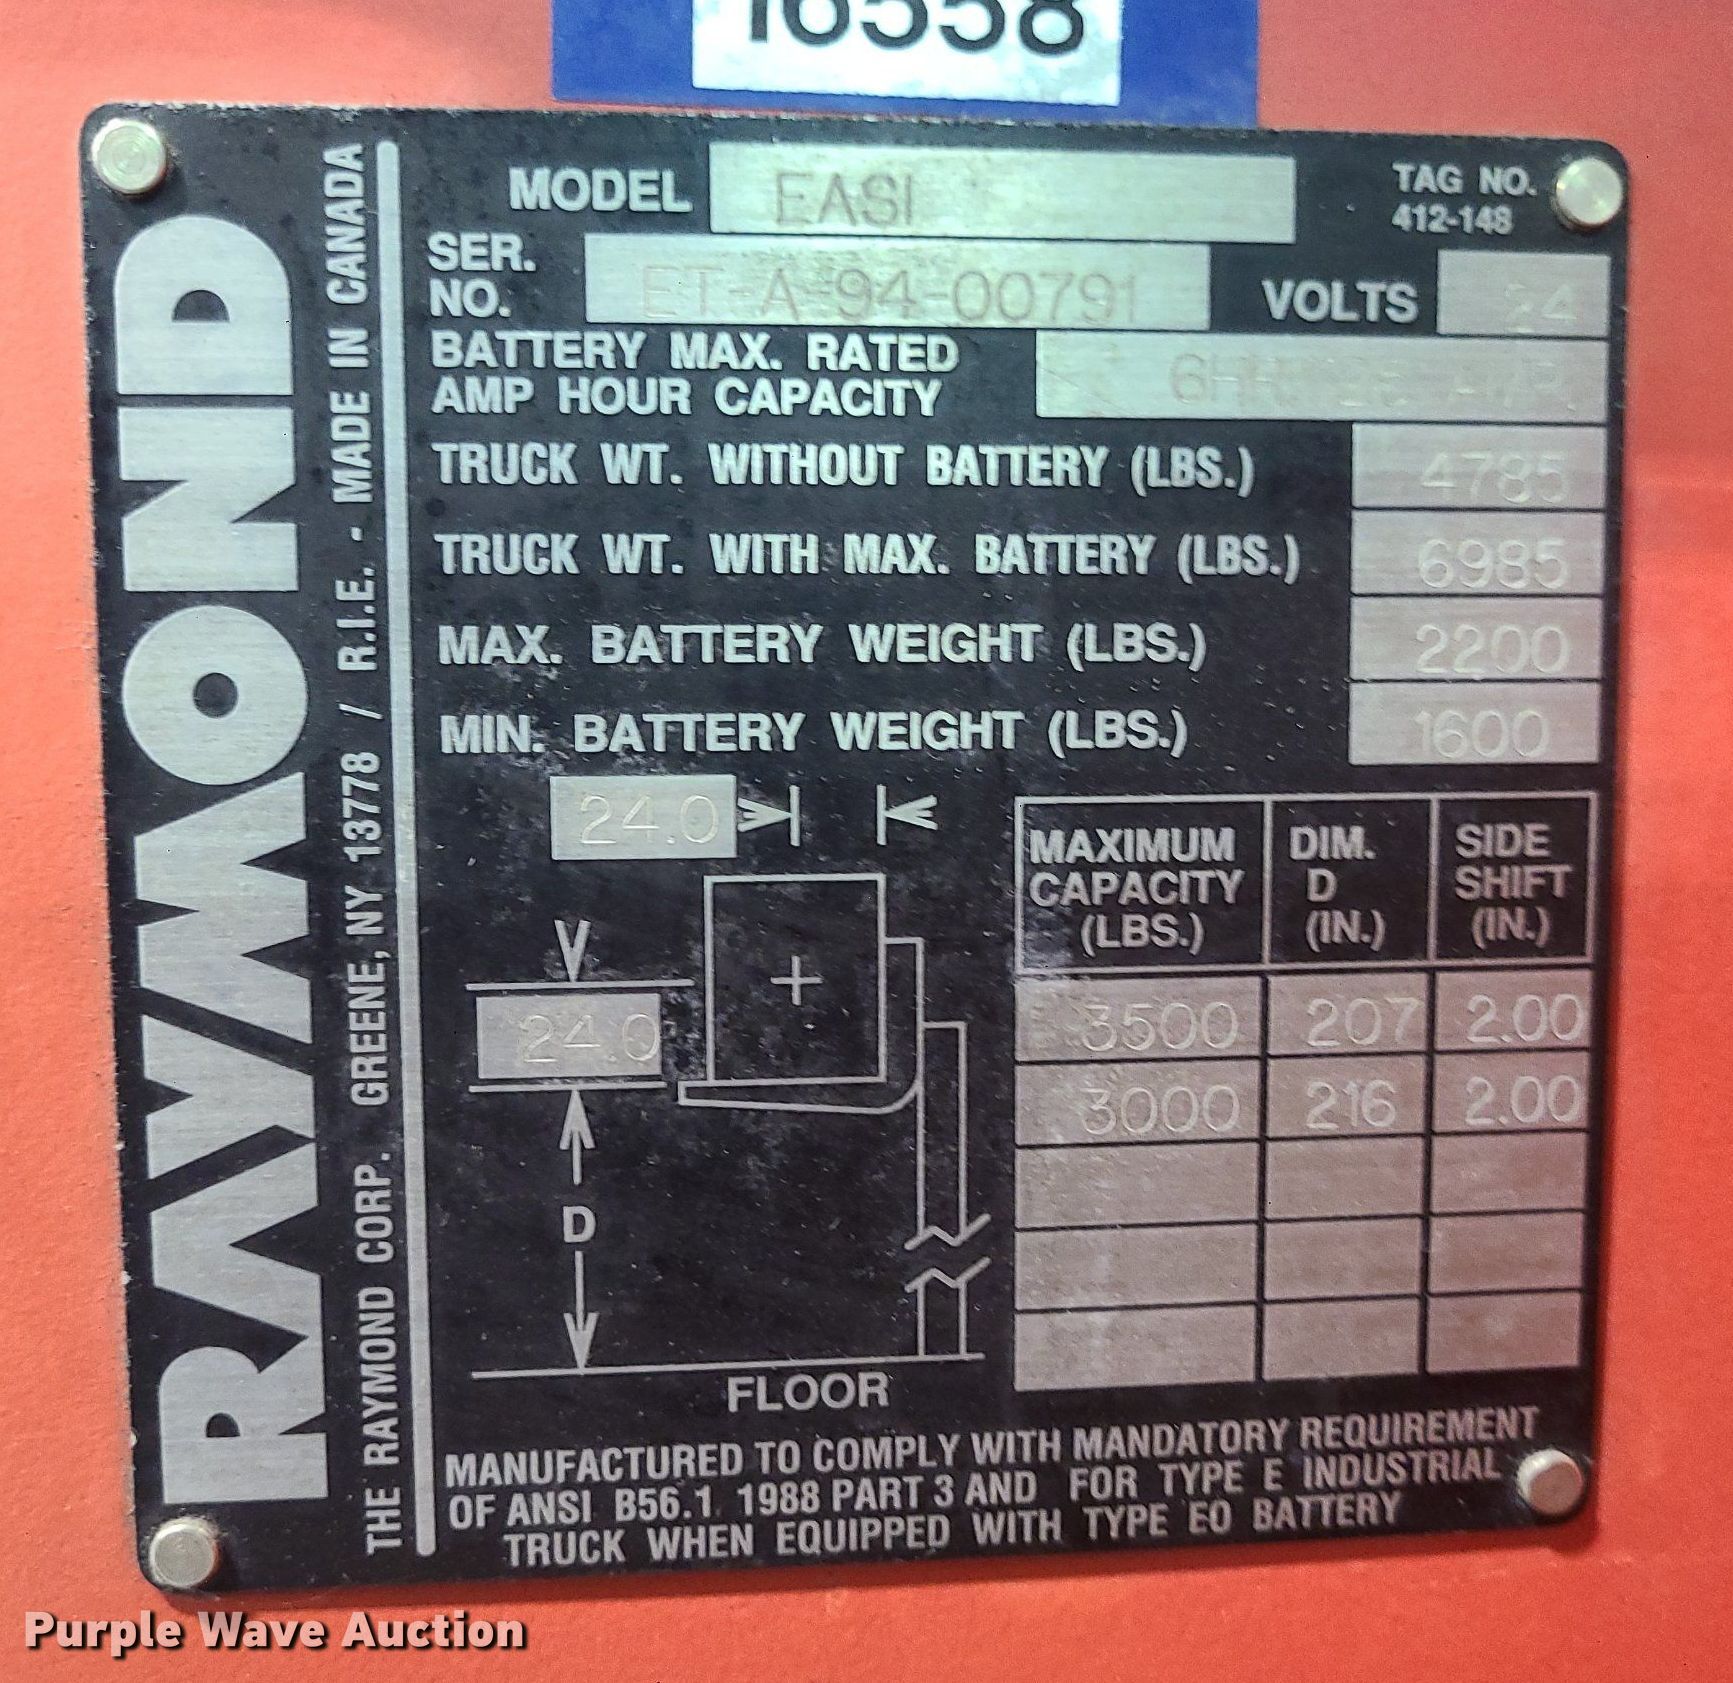 16558
RAYMOND
THE RAYMOND CORP. GREENE, NY 13778 / R.I.E. - MADE IN CANADA
MODEL EASI
TAG NO.
412-148
SER.
NO. ET-A-94-00791
VOLTS 24
BATTERY MAX. RATED
AMP HOUR CAPACITY
TRUCK WT. WITHOUT BATTERY (LBS.) 4785
TRUCK WT. WITH MAX. BATTERY (LBS.) 6985
MAX. BATTERY WEIGHT (LBS.) 2200
MIN. BATTERY WEIGHT (LBS.) 1600
24.0
24.0
D
FLOOR
MAXIMUM CAPACITY (LBS.) DIM. D (IN.) SIDE SHIFT (IN.)
3500 207 2.00
3000 216 2.00
MANUFACTURED TO COMPLY WITH MANDATORY REQUIREMENT
OF ANSI B56.1 1988 PART 3 AND FOR TYPE E INDUSTRIAL
TRUCK WHEN EQUIPPED WITH TYPE EO BATTERY
Purple Wave Auction